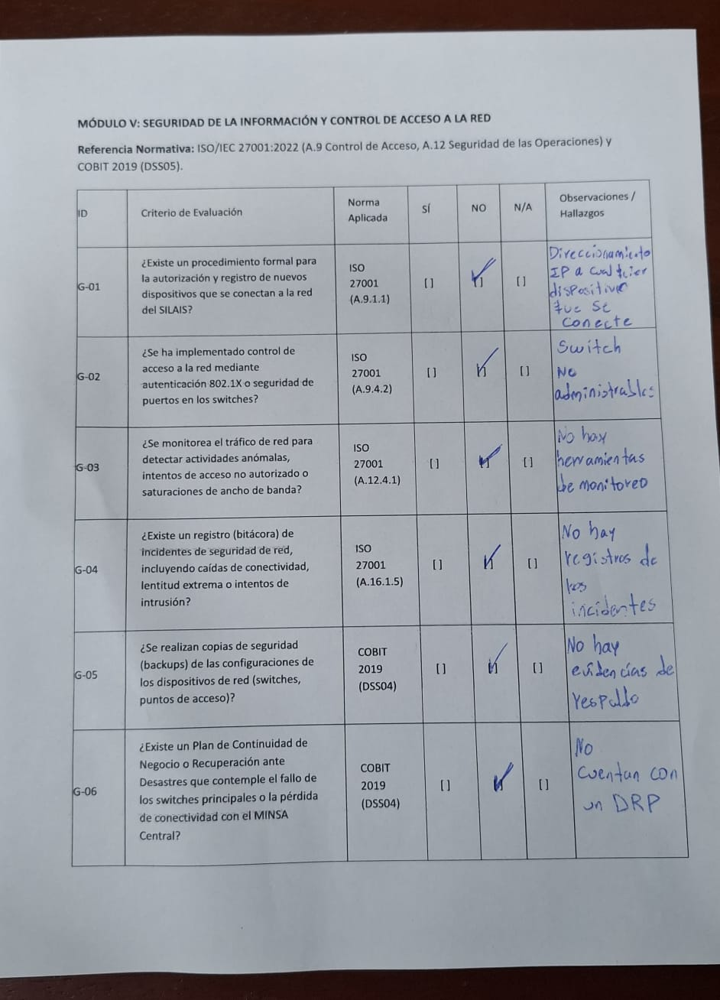 MÓDULO V: SEGURIDAD DE LA INFORMACIÓN Y CONTROL DE ACCESO A LA RED
Referencia Normativa: ISO/IEC 27001:2022 (A.9 Control de Acceso, A.12 Seguridad de las Operaciones) y
COBIT 2019 (DSS05).
ID
Criterio de Evaluación
Norma
Aplicada
SÍ
NO
N/A
Observaciones /
Hallazgos
G-01
¿Existe un procedimiento formal para
la autorización y registro de nuevos
dispositivos que se conectan a la red
del SILAIS?
ISO
27001
(A.9.1.1)
[ ]
[✓]
[ ]
Direccionamiento
IP a cualquier
dispositivo
que se
conecte
G-02
¿Se ha implementado control de
acceso a la red mediante
autenticación 802.1X o seguridad de
puertos en los switches?
ISO
27001
(A.9.4.2)
[ ]
[✓]
[ ]
Switch
No
administrables
G-03
¿Se monitorea el tráfico de red para
detectar actividades anómalas,
intentos de acceso no autorizado o
saturaciones de ancho de banda?
ISO
27001
(A.12.4.1)
[ ]
[✓]
[ ]
No hay
herramientas
de monitoreo
G-04
¿Existe un registro (bitácora) de
incidentes de seguridad de red,
incluyendo caídas de conectividad,
lentitud extrema o intentos de
intrusión?
ISO
27001
(A.16.1.5)
[ ]
[✓]
[ ]
No hay
registros de
los
incidentes
G-05
¿Se realizan copias de seguridad
(backups) de las configuraciones de
los dispositivos de red (switches,
puntos de acceso)?
COBIT
2019
(DSS04)
[ ]
[✓]
[ ]
No hay
evidencias de
respaldo
G-06
¿Existe un Plan de Continuidad de
Negocio o Recuperación ante
Desastres que contemple el fallo de
los switches principales o la pérdida
de conectividad con el MINSA
Central?
COBIT
2019
(DSS04)
[ ]
[✓]
[ ]
No
cuentan con
un DRP